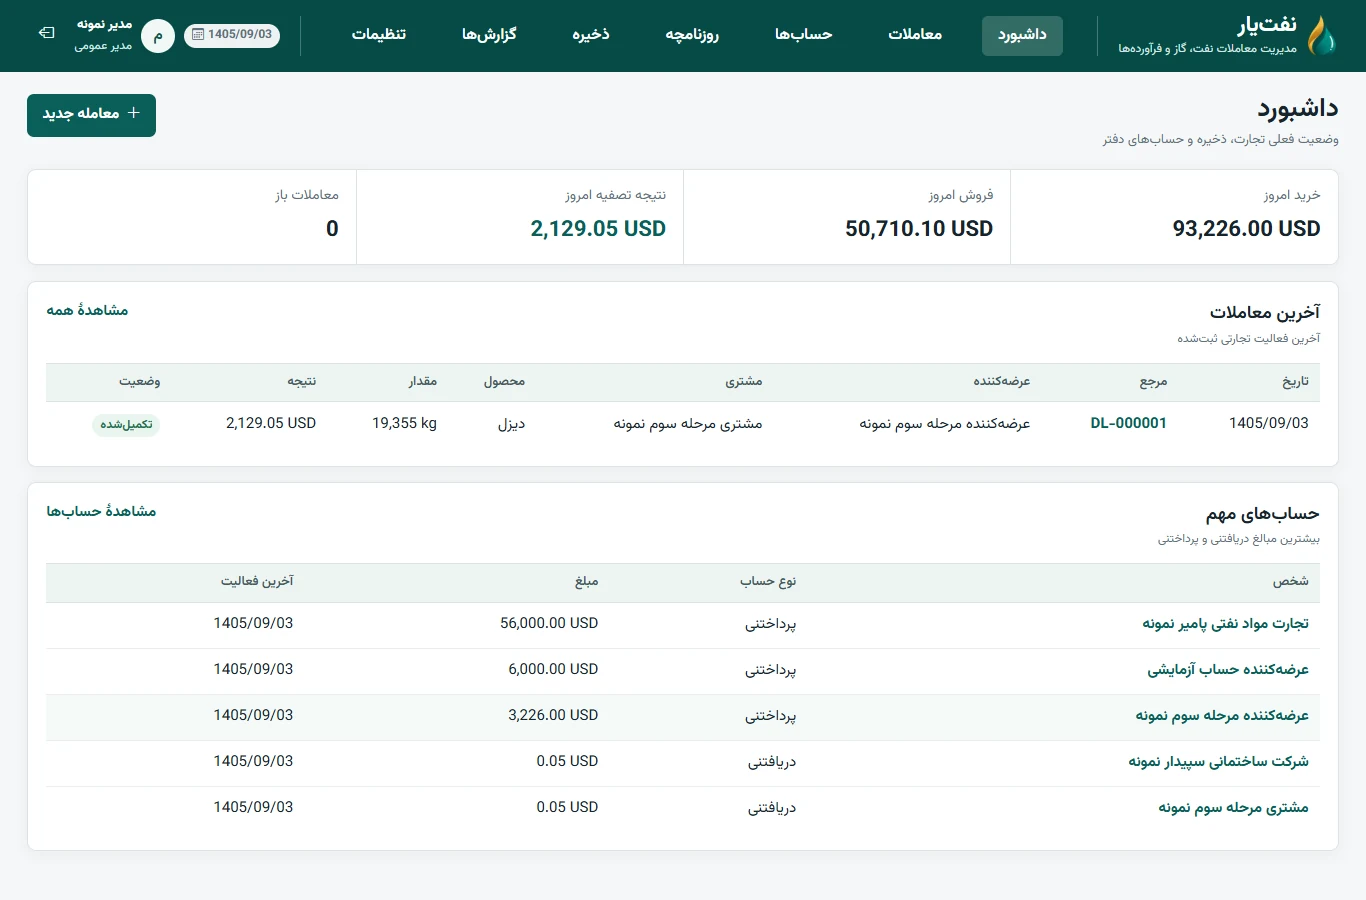 نفت‌یار
مدیریت معاملات نفت، گاز و فرآورده‌ها
داشبورد
معاملات
حساب‌ها
روزنامچه
ذخیره
گزارش‌ها
تنظیمات
1405/09/03
م
مدیر نمونه
مدیر عمومی
داشبورد
وضعیت فعلی تجارت، ذخیره و حساب‌های دفتر
+ معامله جدید
خرید امروز
93,226.00 USD
فروش امروز
50,710.10 USD
نتیجه تصفیه امروز
2,129.05 USD
معاملات باز
0
آخرین معاملات
مشاهدهٔ همه
آخرین فعالیت تجارتی ثبت‌شده
تاریخ مرجع عرضه‌کننده مشتری محصول مقدار نتیجه وضعیت
1405/09/03 DL-000001 عرضه‌کننده مرحله سوم نمونه مشتری مرحله سوم نمونه دیزل 19,355 kg 2,129.05 USD تکمیل‌شده
حساب‌های مهم
مشاهدهٔ حساب‌ها
بیشترین مبالغ دریافتنی و پرداختنی
شخص نوع حساب مبلغ آخرین فعالیت
تجارت مواد نفتی پامیر نمونه پرداختنی 56,000.00 USD 1405/09/03
عرضه‌کننده حساب آزمایشی پرداختنی 6,000.00 USD 1405/09/03
عرضه‌کننده مرحله سوم نمونه پرداختنی 3,226.00 USD 1405/09/03
شرکت ساختمانی سپیدار نمونه دریافتنی 0.05 USD 1405/09/03
مشتری مرحله سوم نمونه دریافتنی 0.05 USD 1405/09/03